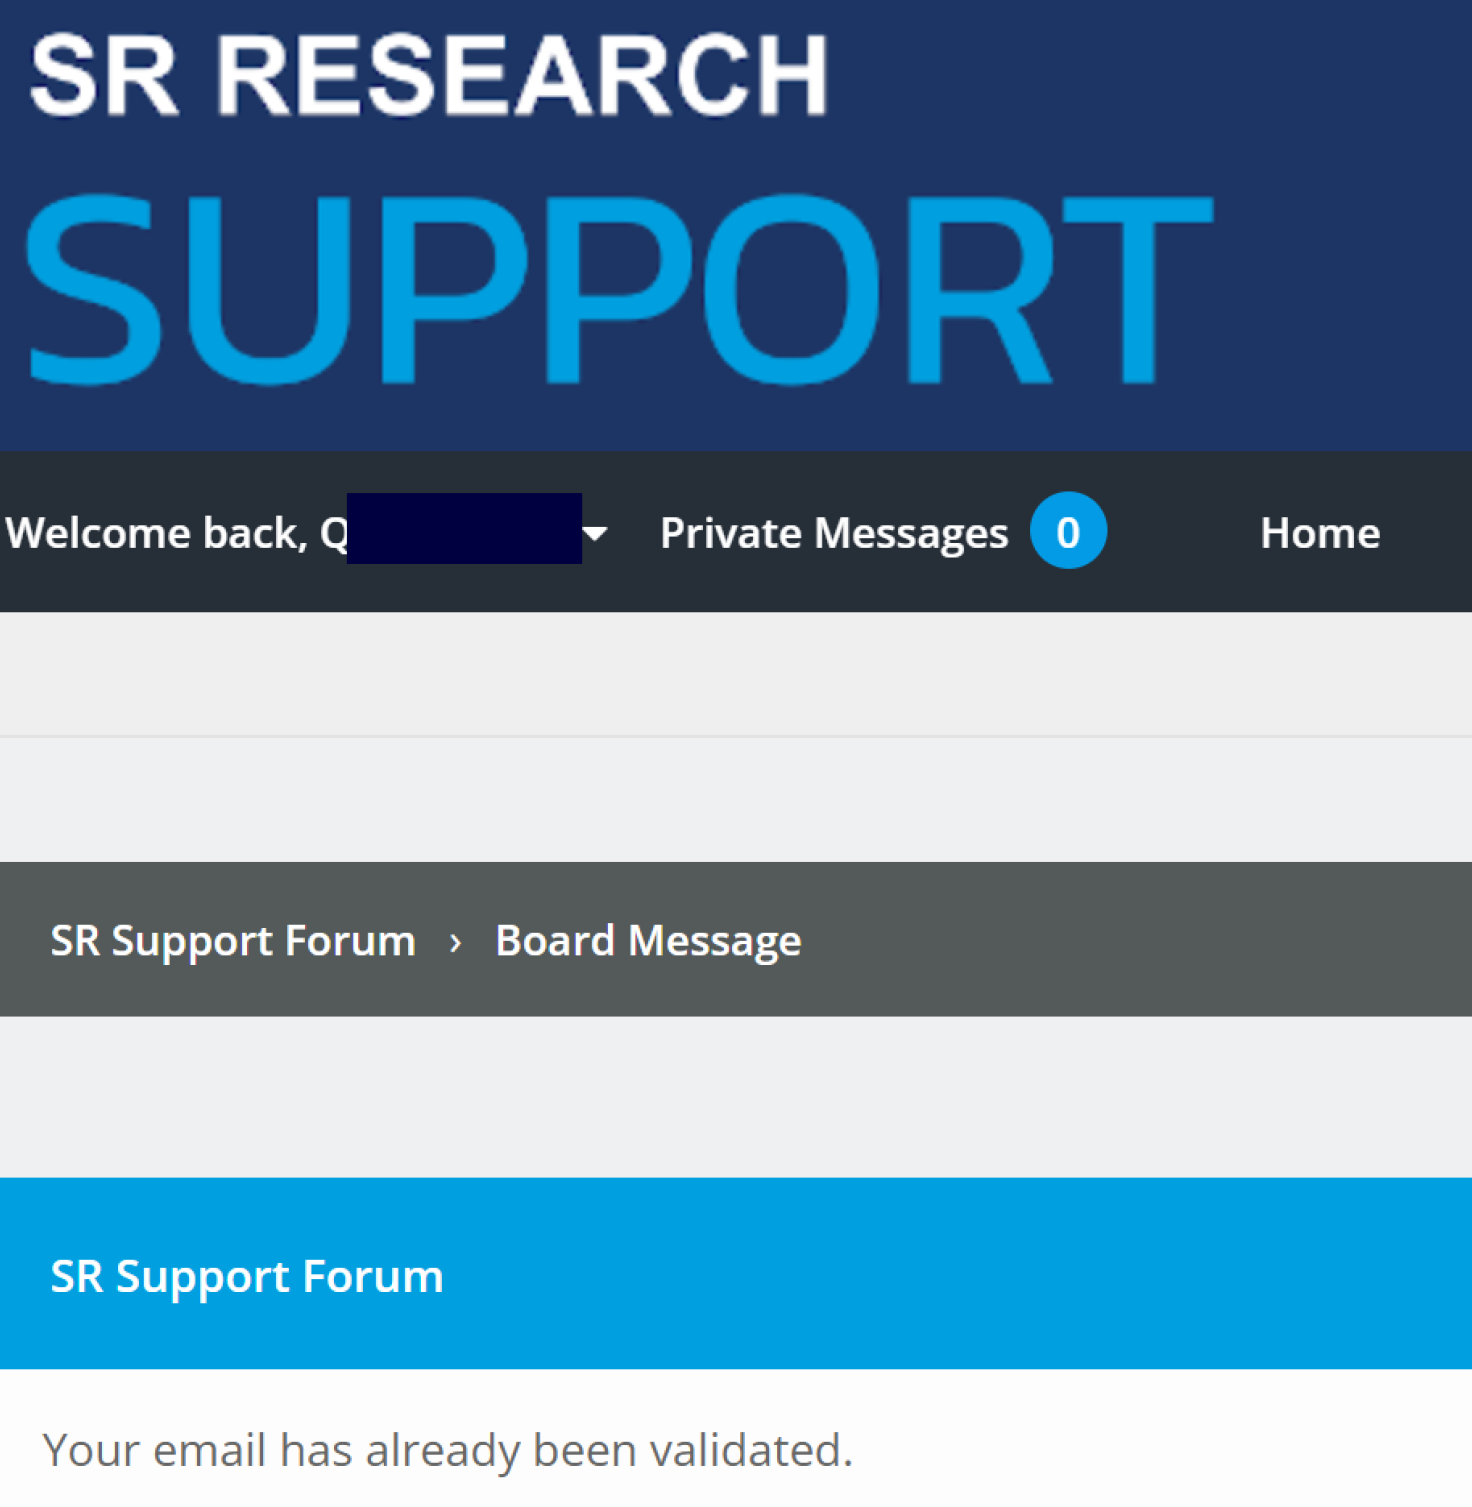 SR RESEARCH
SUPPORT
Welcome back, Q
Private Messages 0
Home
SR Support Forum › Board Message
SR Support Forum
Your email has already been validated.